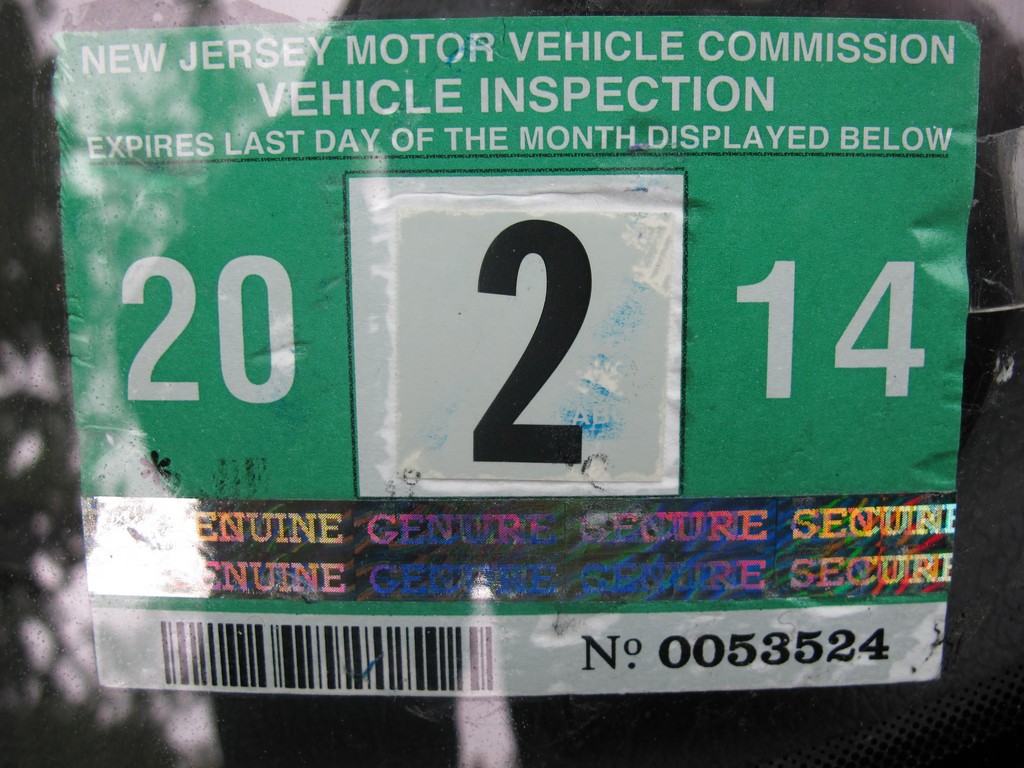 NEW JERSEY MOTOR VEHICLE COMMISSION
VEHICLE INSPECTION
EXPIRES LAST DAY OF THE MONTH DISPLAYED BELOW
20 2 14
ENUINE GENUINE SECURE SECURE
ENUINE GENUINE SECURE SECURE
Nº. 0053524